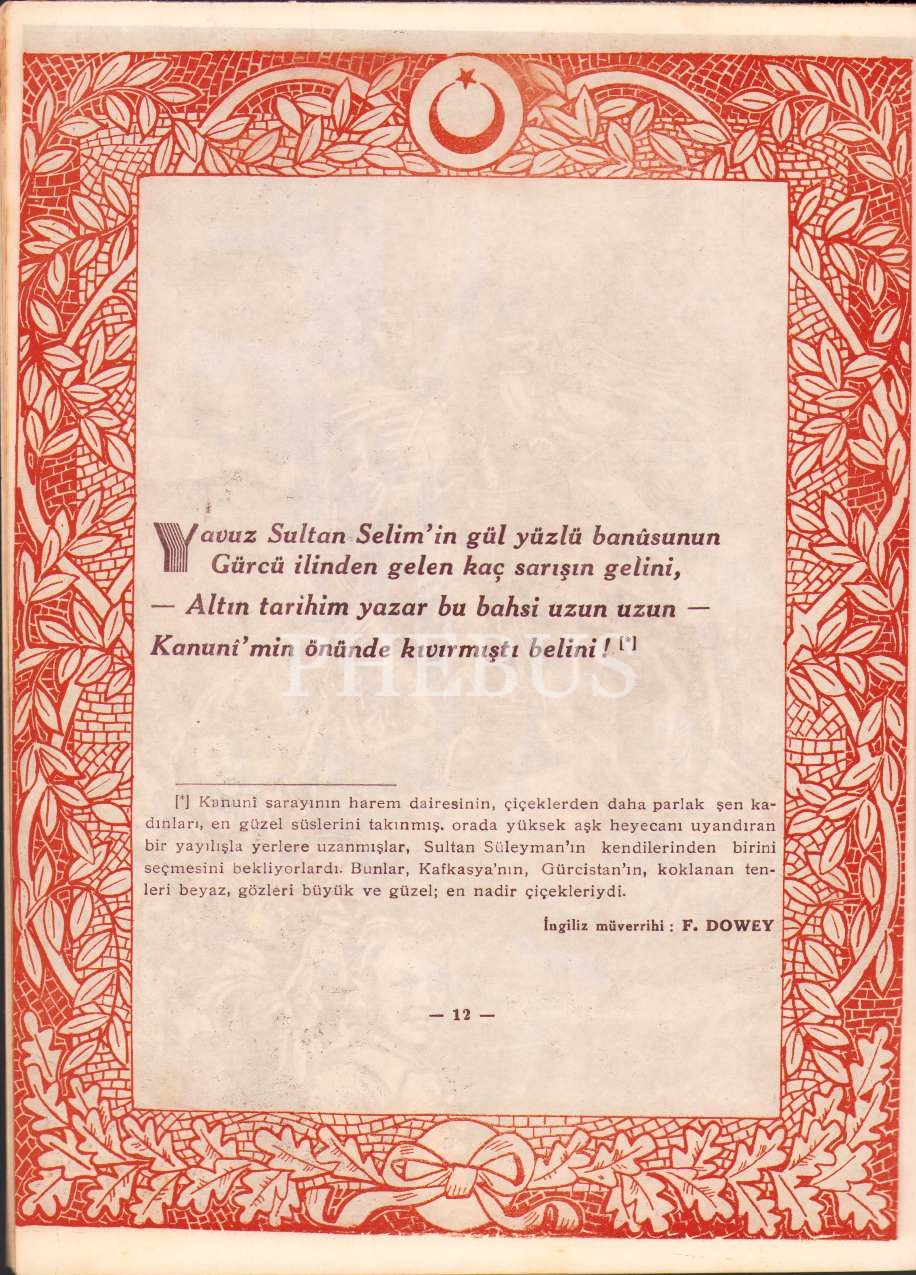 Yavuz Sultan Selim'in gül yüzlü banûsunun
Gürcü ilinden gelen kaç sarışın gelini,
— Altın tarihim yazar bu bahsi uzun uzun —
Kanunî'min önünde kıvırmıştı belini! [*]
PHEBUS
[*] Kanunî sarayının harem dairesinin, çiçeklerden daha parlak şen ka-
dınları, en güzel süslerini takınmış. orada yüksek aşk heyecanı uyandıran
bir yayılışla yerlere uzanmışlar, Sultan Süleyman'ın kendilerinden birini
seçmesini bekliyorlardı. Bunlar, Kafkasya'nın, Gürcistan'ın, koklanan ten-
leri beyaz, gözleri büyük ve güzel; en nadir çiçekleriydi.
İngiliz müverrihi : F. DOWEY
— 12 —